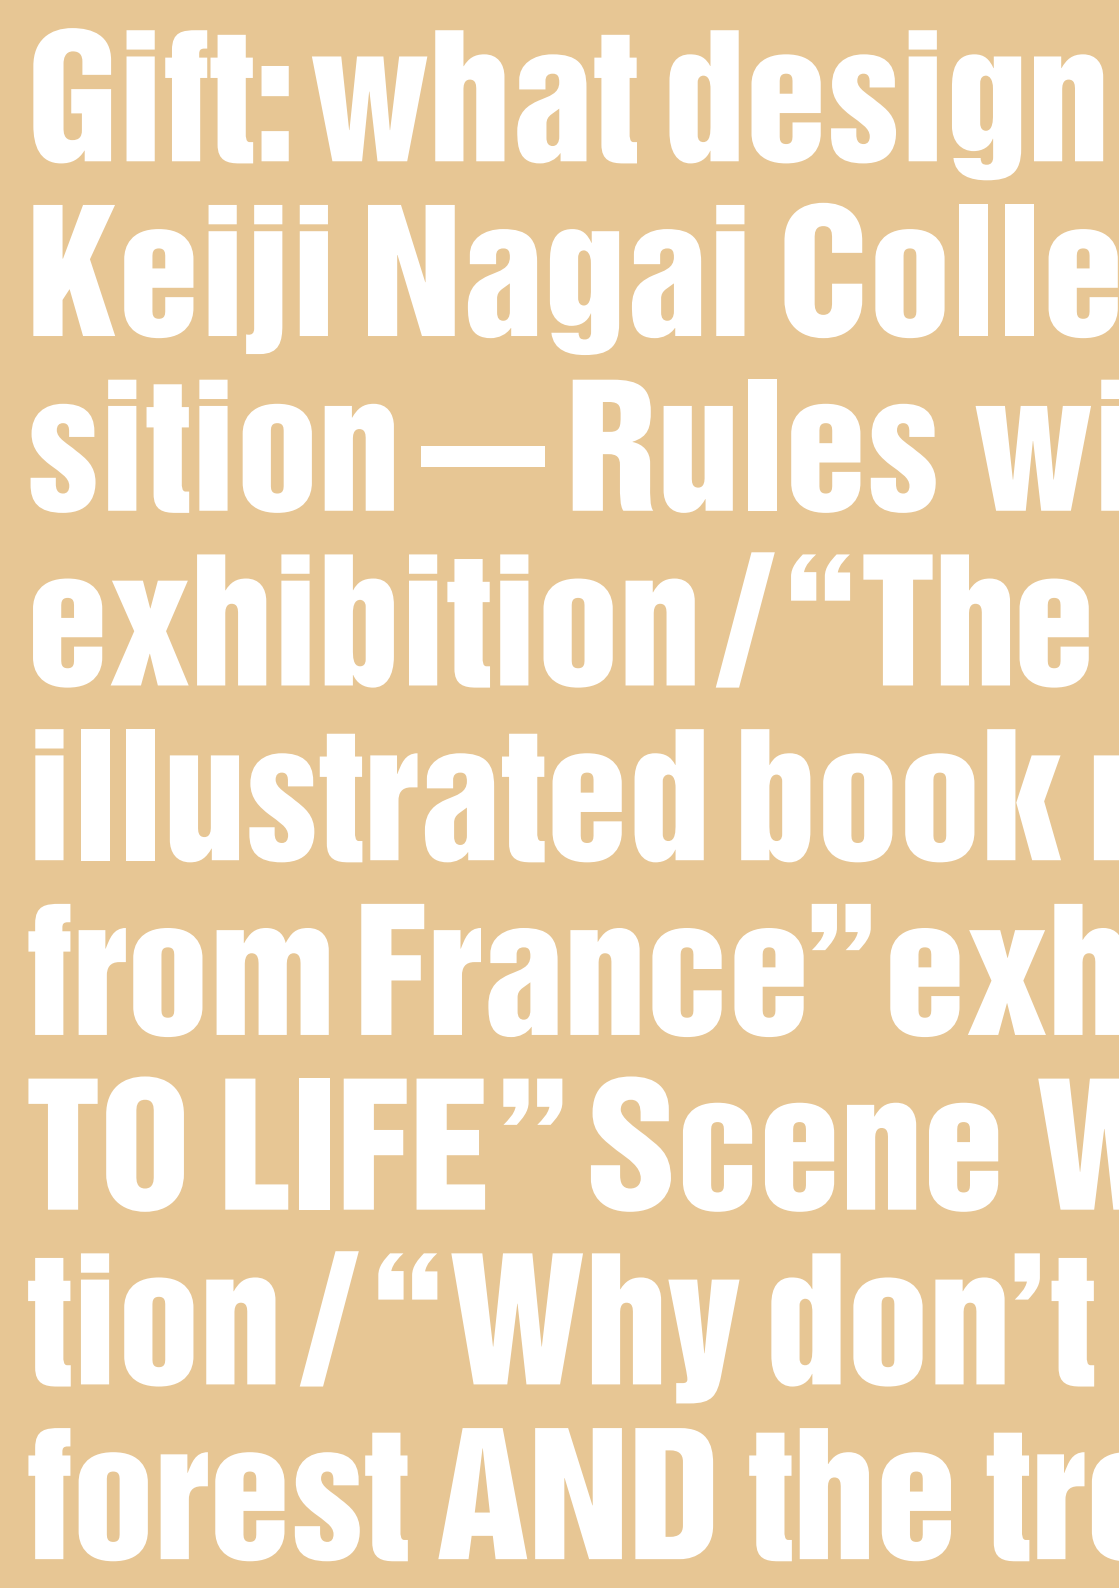 Gift: what design
Keiji Nagai Colle
sition — Rules wi
exhibition / “The
illustrated book
from France” exh
TO LIFE” Scene W
tion / “Why don’t
forest AND the tre